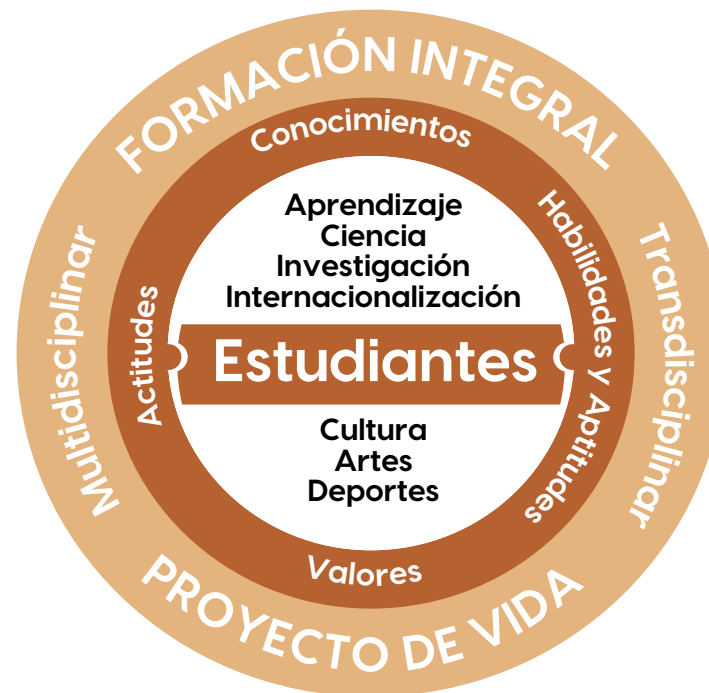 FORMACIÓN INTEGRAL
Conocimientos
Aprendizaje
Ciencia
Investigación
Internacionalización
Multidisciplinar
Actitudes
Estudiantes
Habilidades y Aptitudes
Transdisciplinar
Cultura
Artes
Deportes
Valores
PROYECTO DE VIDA